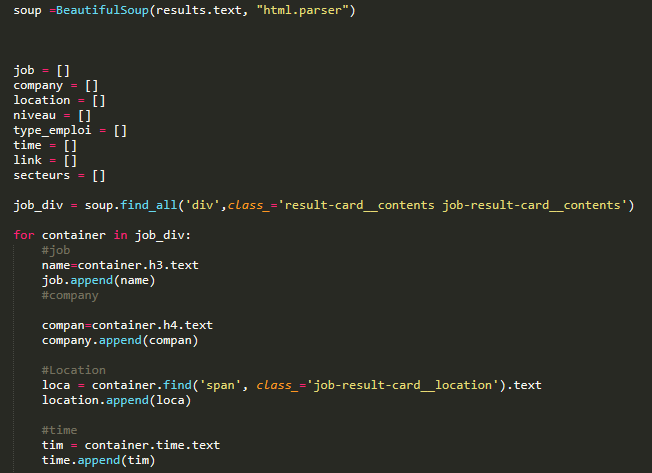 soup =BeautifulSoup(results.text, "html.parser")
job = []
company = []
location = []
niveau = []
type_emploi = []
time = []
link = []
secteurs = []
job_div = soup.find_all('div',class_='result-card__contents job-result-card__contents')
for container in job_div:
#job
name=container.h3.text
job.append(name)
#company
compan=container.h4.text
company.append(compan)
#Location
loca = container.find('span', class_='job-result-card__location').text
location.append(loca)
#time
tim = container.time.text
time.append(tim)